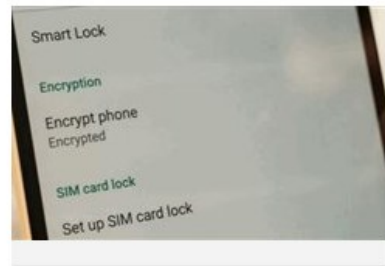 Smart Lock
Encryption
Encrypt phone
Encrypted
SIM card lock
Set up SIM card lock